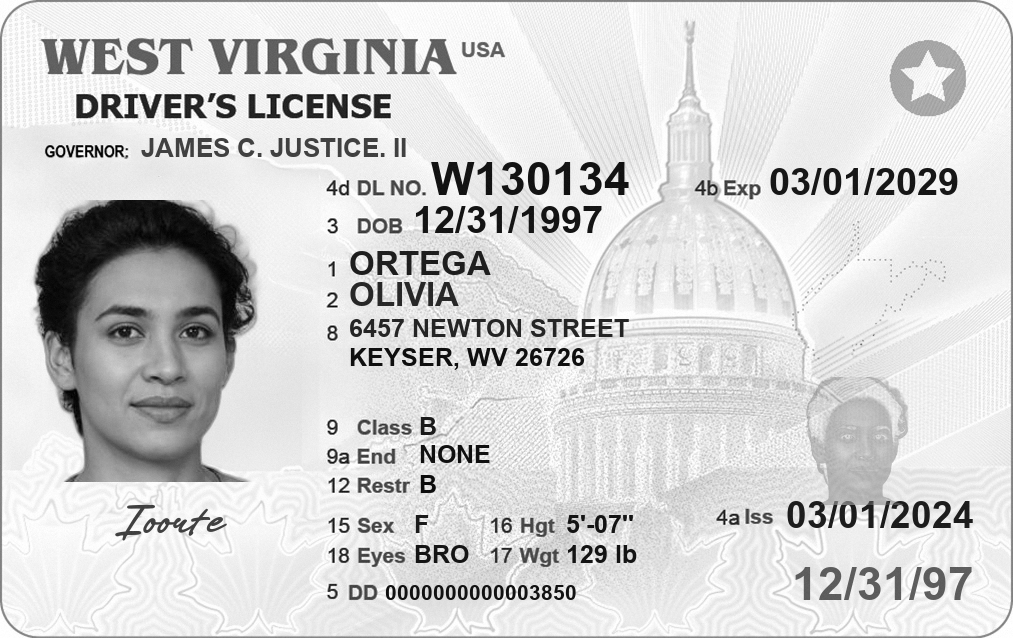 WEST VIRGINIA USA
DRIVER'S LICENSE
GOVERNOR: JAMES C. JUSTICE. II
4d DL NO. W130134 4b Exp 03/01/2029
3 DOB 12/31/1997
1 ORTEGA
2 OLIVIA
8 6457 NEWTON STREET
KEYSER, WV 26726
9 Class B
9a End NONE
12 Restr B
15 Sex F 16 Hgt 5'-07"
4a Iss 03/01/2024
18 Eyes BRO 17 Wgt 129 lb
5 DD 0000000000003850
12/31/97